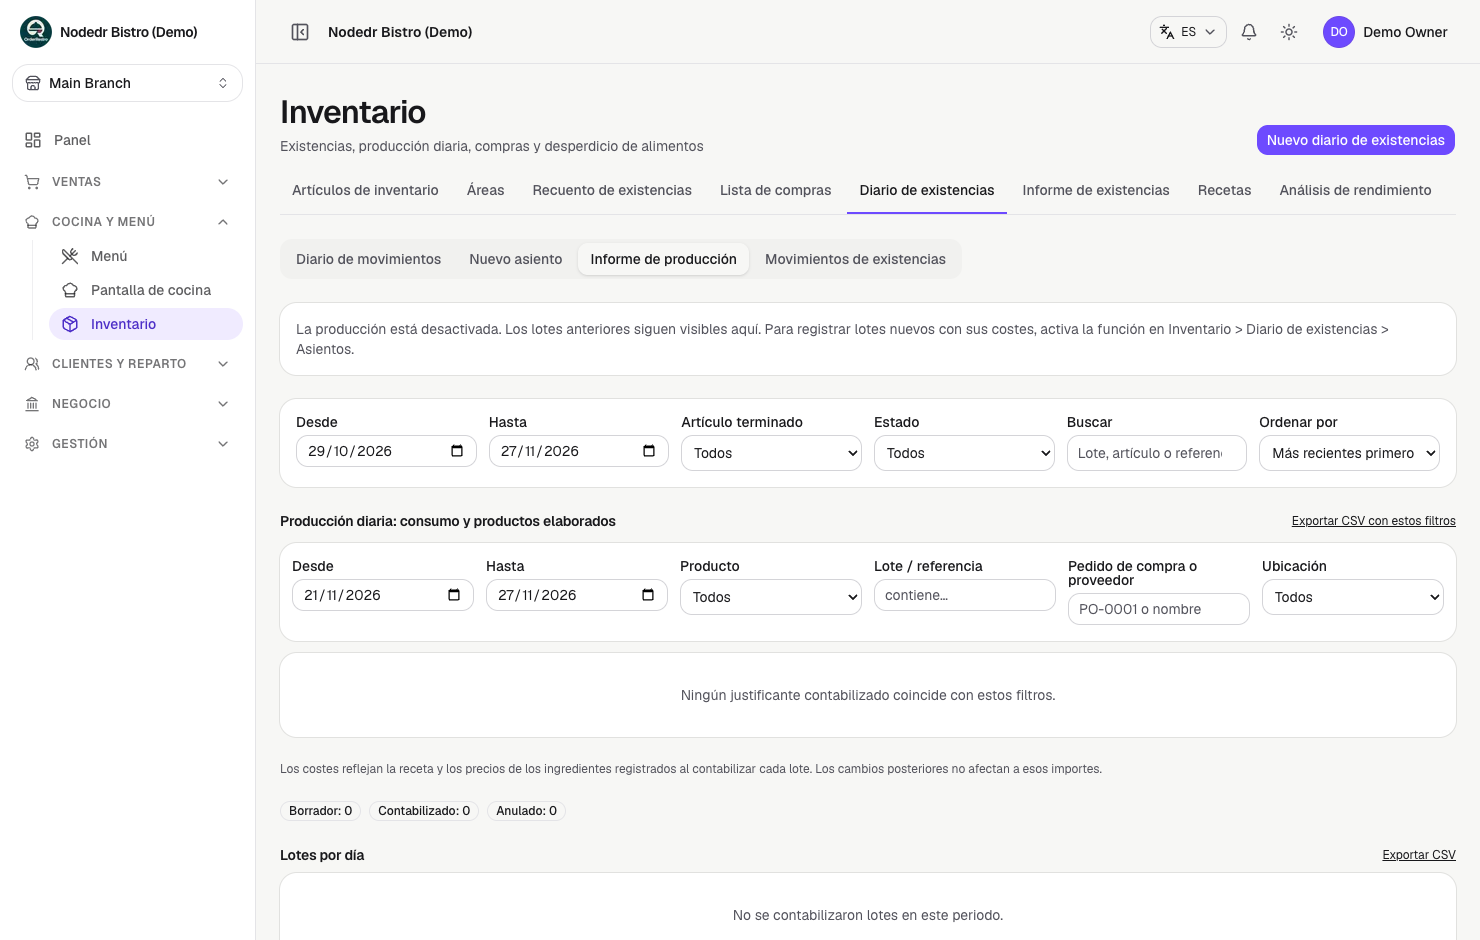 Nodedr Bistro (Demo)
Main Branch
Panel
VENTAS
COCINA Y MENÚ
Menú
Pantalla de cocina
Inventario
CLIENTES Y REPARTO
NEGOCIO
GESTIÓN
Nodedr Bistro (Demo)
ES
DO
Demo Owner
Inventario
Existencias, producción diaria, compras y desperdicio de alimentos
Nuevo diario de existencias
Artículos de inventario
Áreas
Recuento de existencias
Lista de compras
Diario de existencias
Informe de existencias
Recetas
Análisis de rendimiento
Diario de movimientos
Nuevo asiento
Informe de producción
Movimientos de existencias
La producción está desactivada. Los lotes anteriores siguen visibles aquí. Para registrar lotes nuevos con sus costes, activa la función en Inventario > Diario de existencias >
Asientos.
Desde
Hasta
Artículo terminado
Estado
Buscar
Ordenar por
29/10/2026
27/11/2026
Todos
Todos
Lote, artículo o referen
Más recientes primero
Producción diaria: consumo y productos elaborados
Exportar CSV con estos filtros
Desde
Hasta
Producto
Lote / referencia
Pedido de compra o
proveedor
Ubicación
21/11/2026
27/11/2026
Todos
contiene...
PO-0001 o nombre
Todos
Ningún justificante contabilizado coincide con estos filtros.
Los costes reflejan la receta y los precios de los ingredientes registrados al contabilizar cada lote. Los cambios posteriores no afectan a esos importes.
Borrador: 0
Contabilizado: 0
Anulado: 0
Lotes por día
Exportar CSV
No se contabilizaron lotes en este periodo.